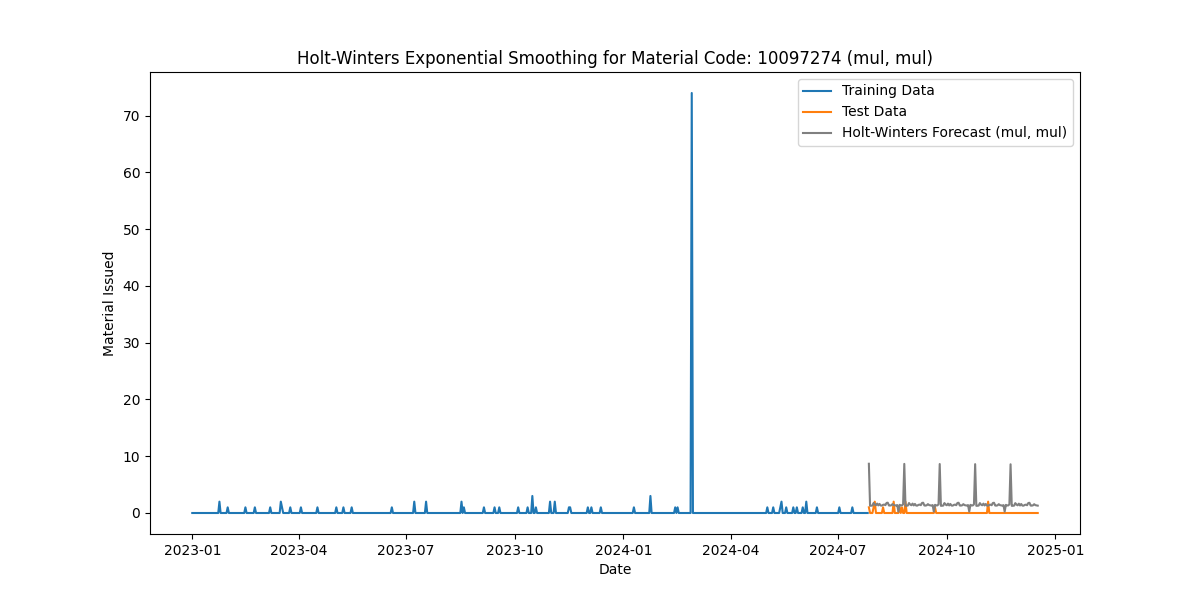 Holt-Winters Exponential Smoothing for Material Code: 10097274 (mul, mul)
Training Data
Test Data
Holt-Winters Forecast (mul, mul)
Material Issued
70
60
50
40
30
20
10
0
2023-01 2023-04 2023-07 2023-10 2024-01 2024-04 2024-07 2024-10 2025-01
Date